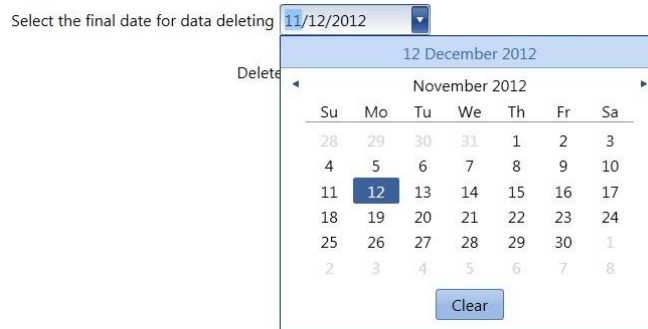 Select the final date for data deleting 11/12/2012
12 December 2012
Delete
November 2012
Su Mo Tu We Th Fr Sa
28 29 30 31 1 2 3
4 5 6 7 8 9 10
11 12 13 14 15 16 17
18 19 20 21 22 23 24
25 26 27 28 29 30 1
2 3 4 5 6 7 8
Clear